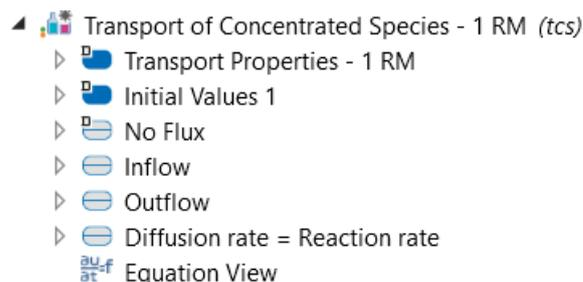 Transport of Concentrated Species - 1 RM (tcs)
Transport Properties - 1 RM
Initial Values 1
No Flux
Inflow
Outflow
Diffusion rate = Reaction rate
Equation View